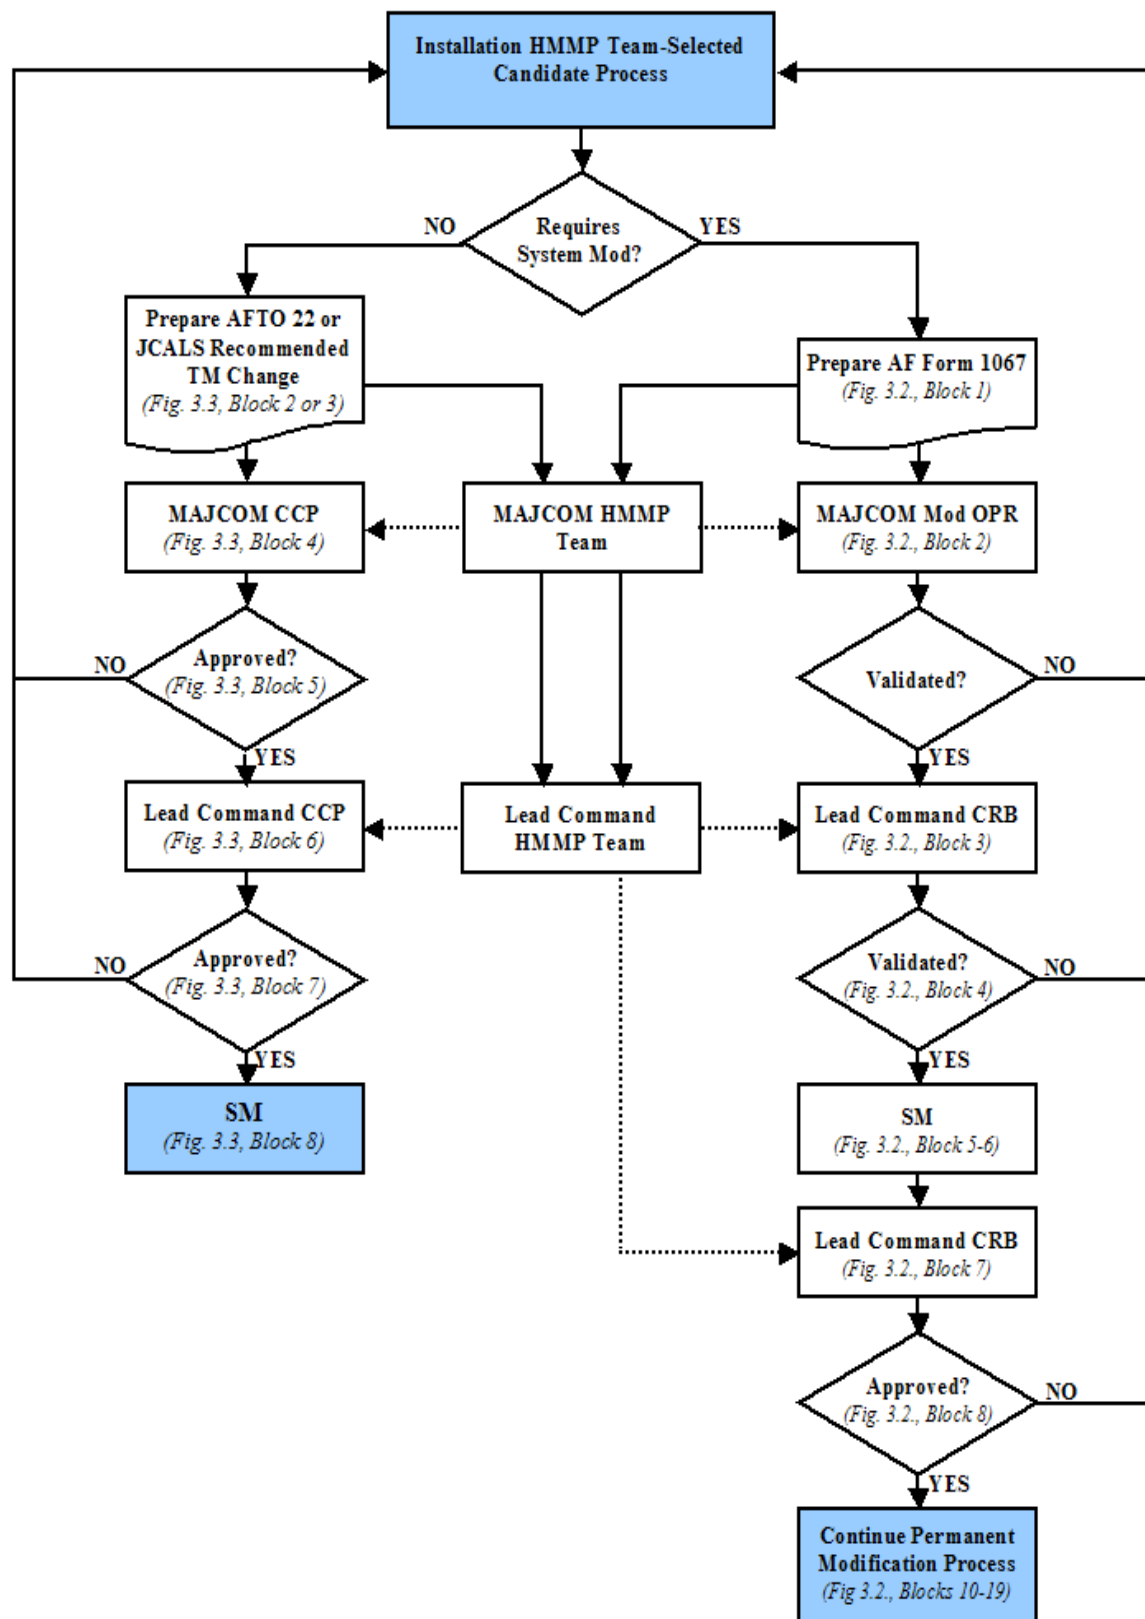 Installation HMMP Team-Selected
Candidate Process
Requires
System Mod?
NO
YES
Prepare AFTO 22 or
JCALS Recommended
TM Change
(Fig. 3.3, Block 2 or 3)
Prepare AF Form 1067
(Fig. 3.2., Block 1)
MAJCOM CCP
(Fig. 3.3, Block 4)
MAJCOM HMMP
Team
MAJCOM Mod OPR
(Fig. 3.2., Block 2)
NO
Approved?
(Fig. 3.3, Block 5)
Validated?
NO
YES
YES
Lead Command CCP
(Fig. 3.3, Block 6)
Lead Command
HMMP Team
Lead Command CRB
(Fig. 3.2., Block 3)
NO
Approved?
(Fig. 3.3, Block 7)
Validated?
(Fig. 3.2., Block 4)
NO
YES
YES
SM
(Fig. 3.3, Block 8)
SM
(Fig. 3.2., Block 5-6)
Lead Command CRB
(Fig. 3.2., Block 7)
Approved?
(Fig. 3.2., Block 8)
NO
YES
Continue Permanent
Modification Process
(Fig 3.2., Blocks 10-19)